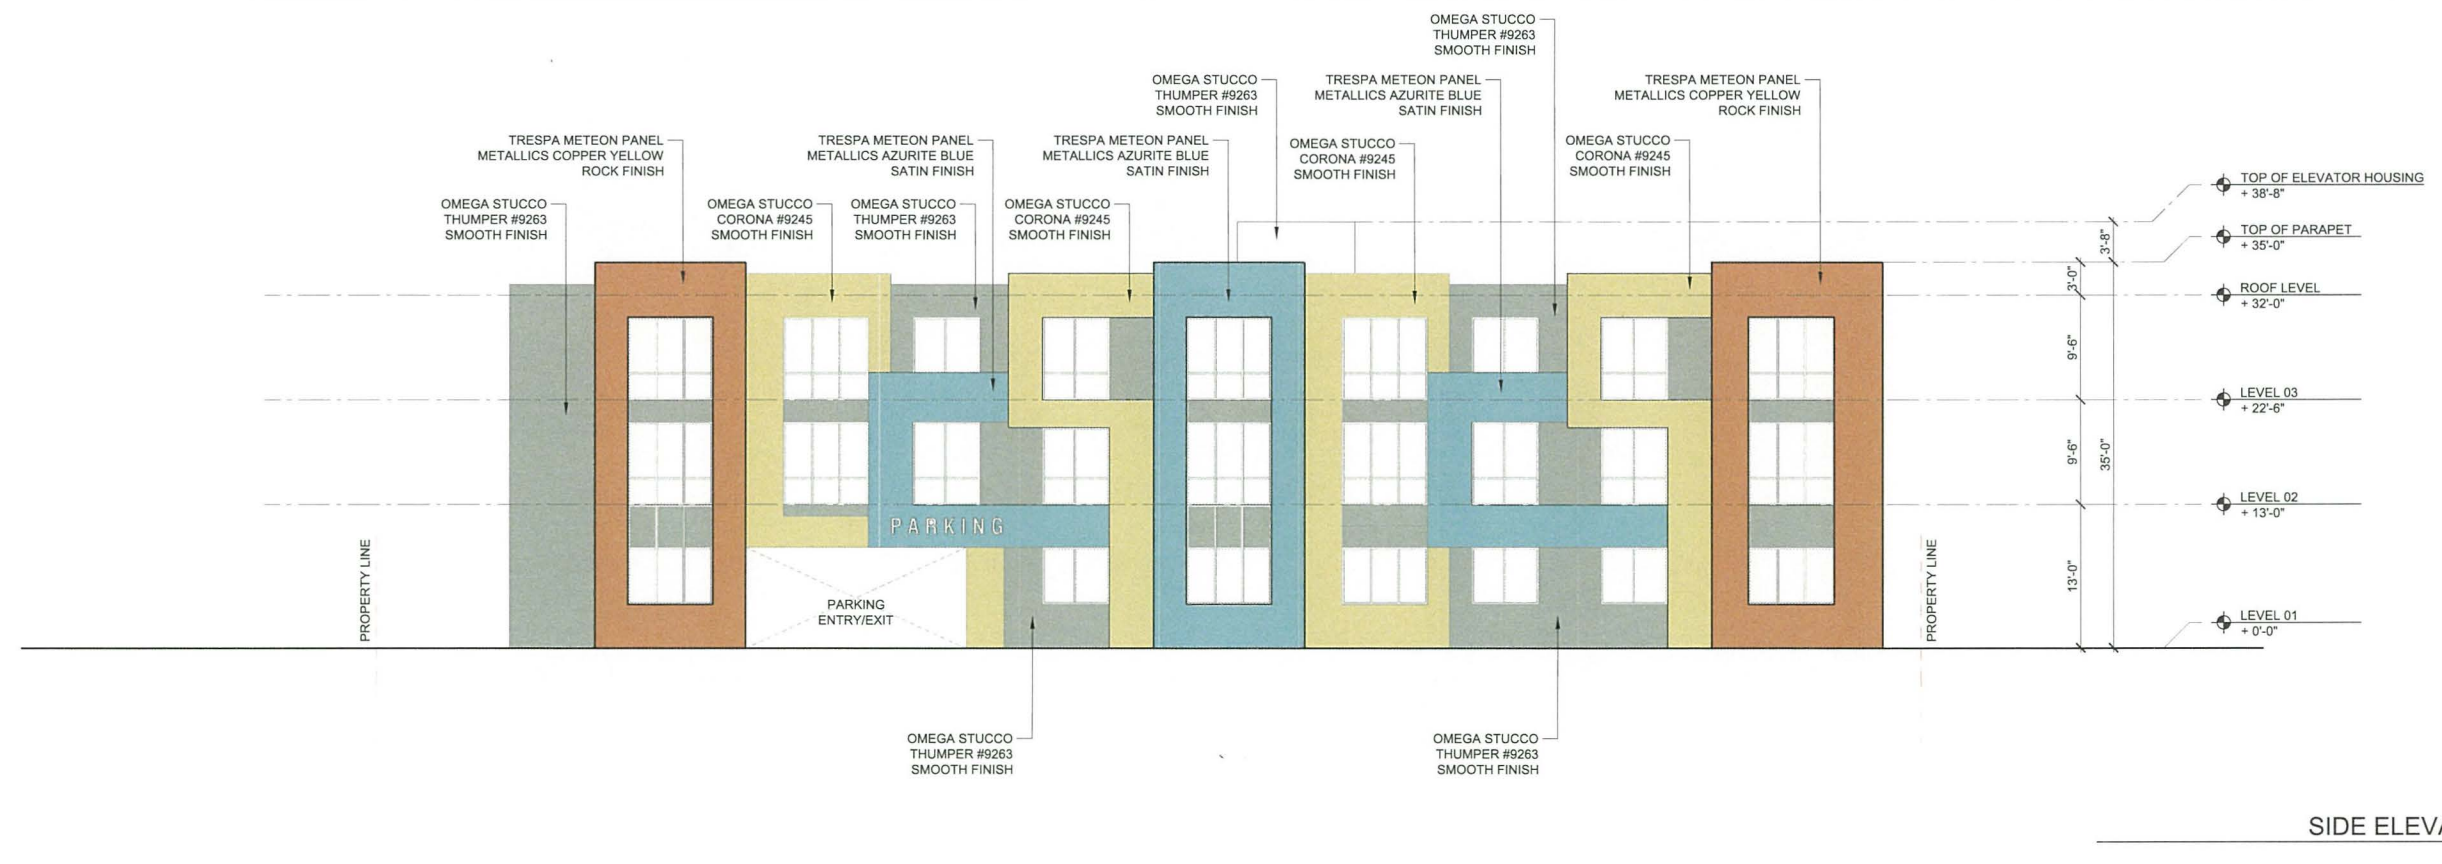 OMEGA STUCCO
THUMPER #9263
SMOOTH FINISH
OMEGA STUCCO
THUMPER #9263
SMOOTH FINISH
TRESPA METEON PANEL
METALLICS AZURITE BLUE
SATIN FINISH
TRESPA METEON PANEL
METALLICS COPPER YELLOW
ROCK FINISH
TRESPA METEON PANEL
METALLICS COPPER YELLOW
ROCK FINISH
TRESPA METEON PANEL
METALLICS AZURITE BLUE
SATIN FINISH
TRESPA METEON PANEL
METALLICS AZURITE BLUE
SATIN FINISH
OMEGA STUCCO
CORONA #9245
SMOOTH FINISH
OMEGA STUCCO
CORONA #9245
SMOOTH FINISH
OMEGA STUCCO
THUMPER #9263
SMOOTH FINISH
OMEGA STUCCO
CORONA #9245
SMOOTH FINISH
OMEGA STUCCO
THUMPER #9263
SMOOTH FINISH
OMEGA STUCCO
CORONA #9245
SMOOTH FINISH
TOP OF ELEVATOR HOUSING
+ 38'-8"
TOP OF PARAPET
+ 35'-0"
ROOF LEVEL
+ 32'-0"
LEVEL 03
+ 22'-6"
LEVEL 02
+ 13'-0"
LEVEL 01
+ 0'-0"
3'-8"
3'-0"
9'-6"
9'-6"
35'-0"
13'-0"
PARKING
PARKING
ENTRY/EXIT
PROPERTY LINE
PROPERTY LINE
OMEGA STUCCO
THUMPER #9263
SMOOTH FINISH
OMEGA STUCCO
THUMPER #9263
SMOOTH FINISH
SIDE ELEVA